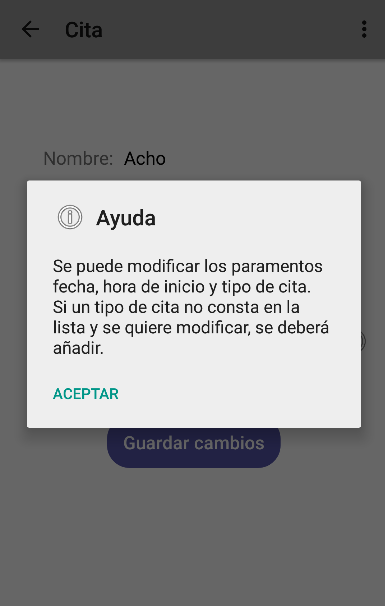 Cita
Nombre: Acho
Ayuda
Se puede modificar los paramentos
fecha, hora de inicio y tipo de cita.
Si un tipo de cita no consta en la
lista y se quiere modificar, se deberá
añadir.
ACEPTAR
Guardar cambios